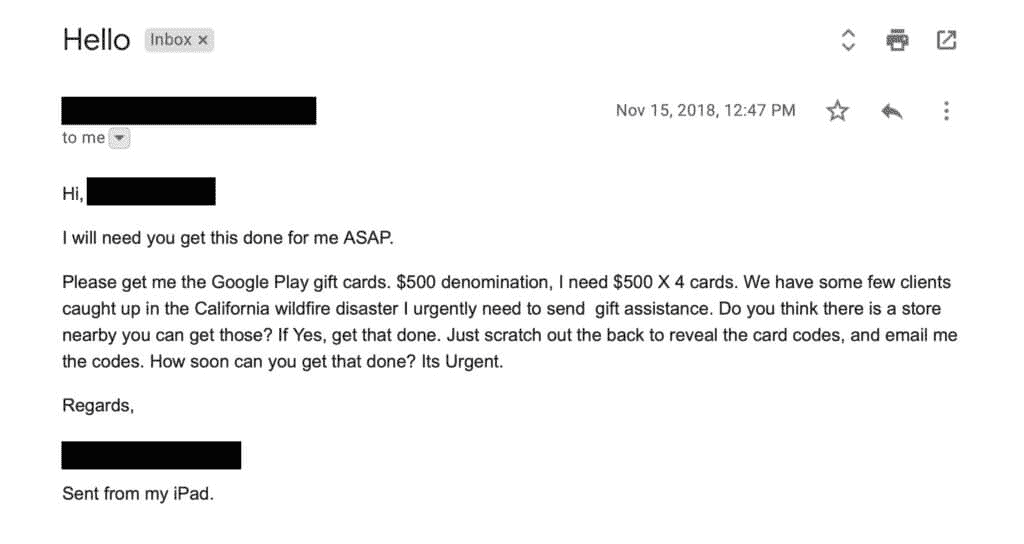 Hello Inbox x
Nov 15, 2018, 12:47 PM
to me
Hi,
I will need you get this done for me ASAP.
Please get me the Google Play gift cards. $500 denomination, I need $500 X 4 cards. We have some few clients
caught up in the California wildfire disaster I urgently need to send  gift assistance. Do you think there is a store
nearby you can get those? If Yes, get that done. Just scratch out the back to reveal the card codes, and email me
the codes. How soon can you get that done? Its Urgent.
Regards,
Sent from my iPad.